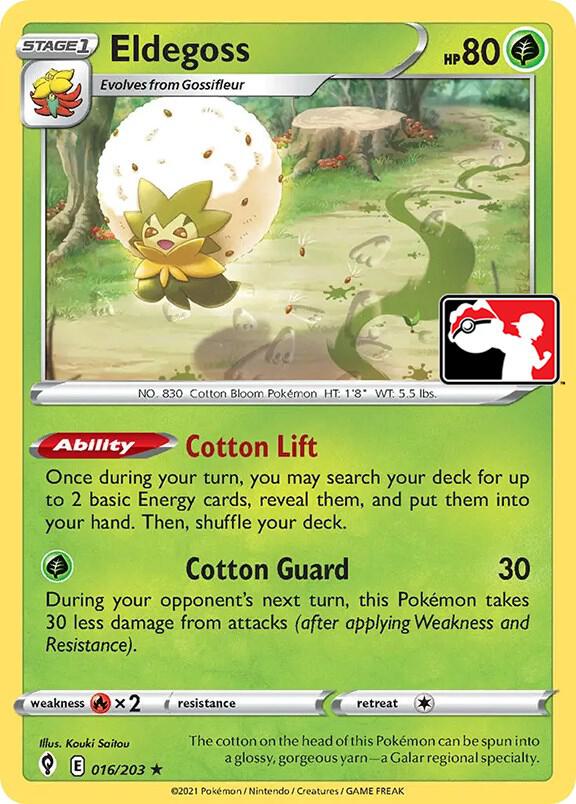 STAGE1
Eldegoss
HP 80
Evolves from Gossifleur
NO. 830 Cotton Bloom Pokémon HT: 1'8" WT: 5.5 lbs.
TM
Ability Cotton Lift
Once during your turn, you may search your deck for up
to 2 basic Energy cards, reveal them, and put them into
your hand. Then, shuffle your deck.
Cotton Guard 30
During your opponent's next turn, this Pokémon takes
30 less damage from attacks (after applying Weakness and
Resistance).
weakness ×2 resistance retreat
Illus. Kouki Saitou
E 016/203 ★
The cotton on the head of this Pokémon can be spun into
a glossy, gorgeous yarn—a Galar regional specialty.
©2021 Pokémon / Nintendo / Creatures / GAME FREAK